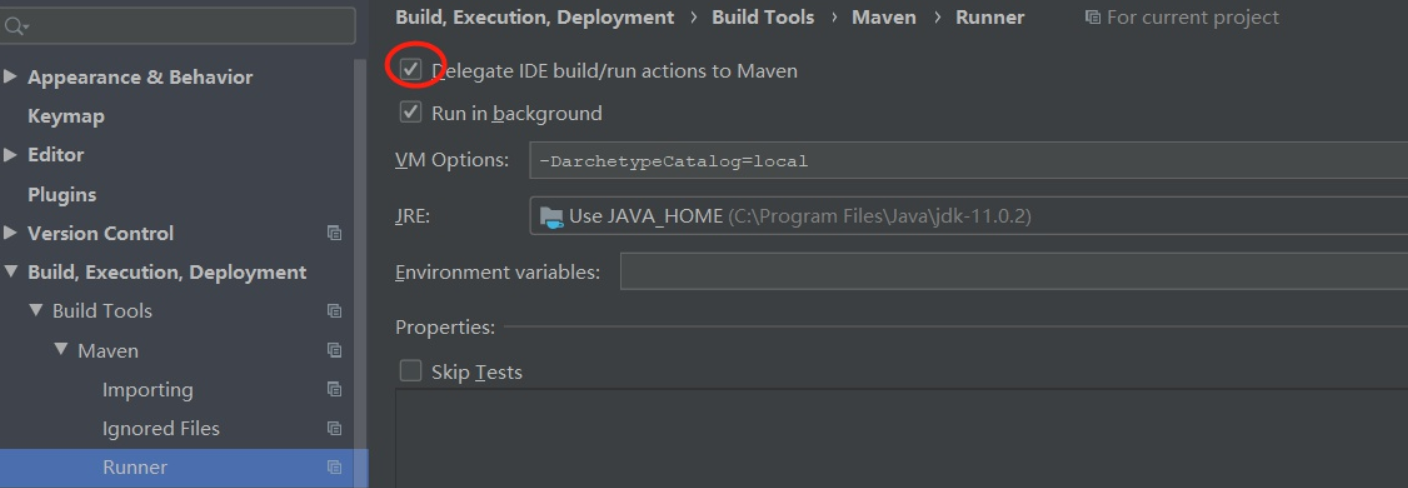 Build, Execution, Deployment › Build Tools › Maven › Runner For current project
Appearance & Behavior
Keymap
Editor
Plugins
Version Control
Build, Execution, Deployment
Build Tools
Maven
Importing
Ignored Files
Runner
Delegate IDE build/run actions to Maven
Run in background
VM Options: -DarchetypeCatalog=local
JRE: Use JAVA_HOME (C:\Program Files\Java\jdk-11.0.2)
Environment variables:
Properties:
Skip Tests